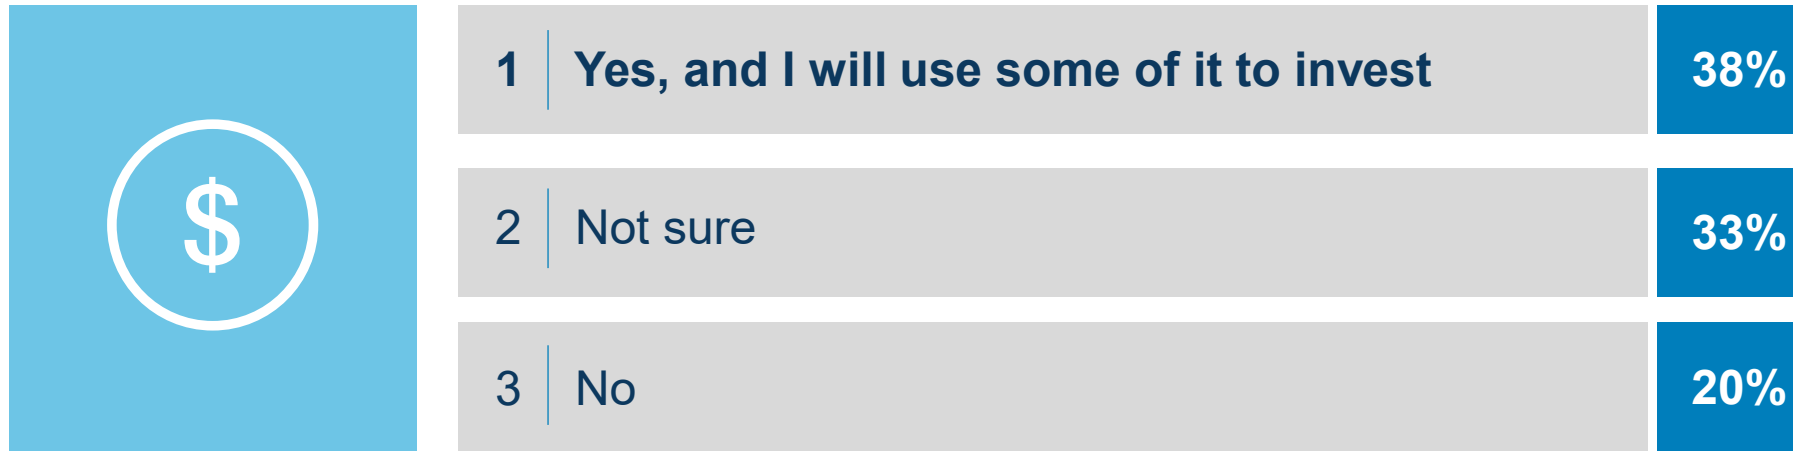 $
1 Yes, and I will use some of it to invest 38%
2 Not sure 33%
3 No 20%